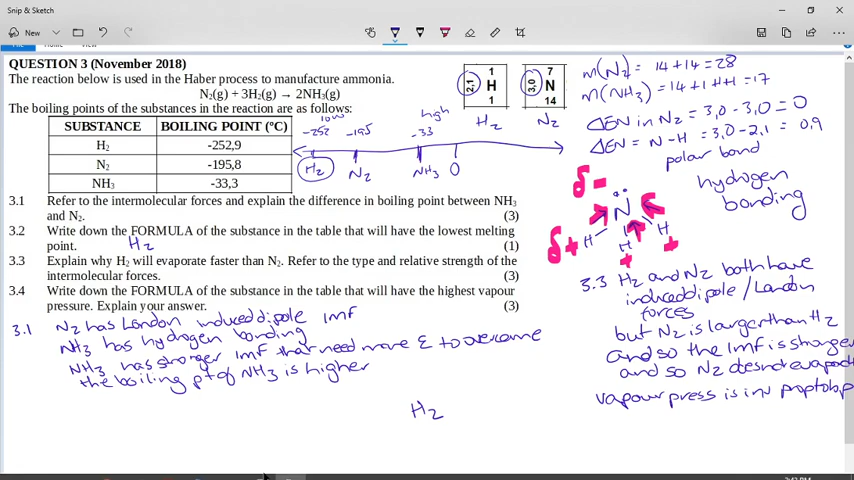 Snip & Sketch
New
File
Home
View
QUESTION 3 (November 2018)
The reaction below is used in the Haber process to manufacture ammonia.
N2(g) + 3H2(g) → 2NH3(g)
The boiling points of the substances in the reaction are as follows:
SUBSTANCE BOILING POINT (ºC)
H2 -252,9
N2 -195,8
NH3 -33,3
low
high
-252 -195 -33
H2 N2 NH3 0
2,1 1 H 1
H2
3,0 7 N 14
N2
m(N2) = 14+14 = 28
m(NH3) = 14+1++1 = 17
ΔEN in N2 = 3,0 - 3,0 = 0
ΔEN = N-H = 3,0 - 2,1 = 0,9
polar bond
hydrogen
bonding
δ-
N
δ+ H H H
+ +
3.1 Refer to the intermolecular forces and explain the difference in boiling point between NH3
and N2. (3)
3.2 Write down the FORMULA of the substance in the table that will have the lowest melting
point. H2 (1)
3.3 Explain why H2 will evaporate faster than N2. Refer to the type and relative strength of the
intermolecular forces. (3)
3.4 Write down the FORMULA of the substance in the table that will have the highest vapour
pressure. Explain your answer. (3)
3.1 N2 has London induced dipole IMF
NH3 has hydrogen bonding
NH3 has stronger IMF that need more E to overcome
the boiling pt of NH3 is higher
H2
3.3 H2 and N2 both have
induced dipole / London
forces
but N2 is larger than H2
and so the IMF is stronger
and so N2 doesnt
vapour press is inv